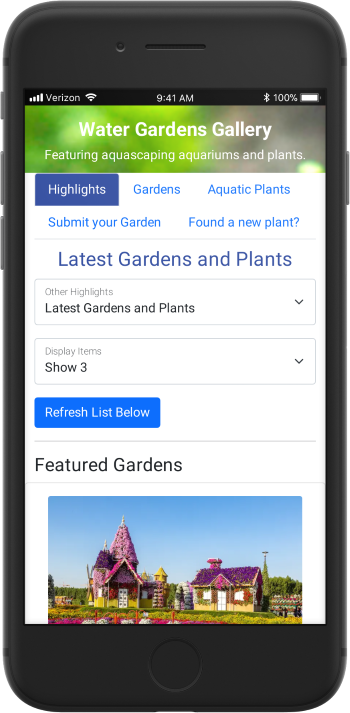 Verizon 9:41 AM 100%
Water Gardens Gallery
Featuring aquascaping aquariums and plants.
Highlights Gardens Aquatic Plants
Submit your Garden Found a new plant?
Latest Gardens and Plants
Other Highlights
Latest Gardens and Plants
Display Items
Show 3
Refresh List Below
Featured Gardens